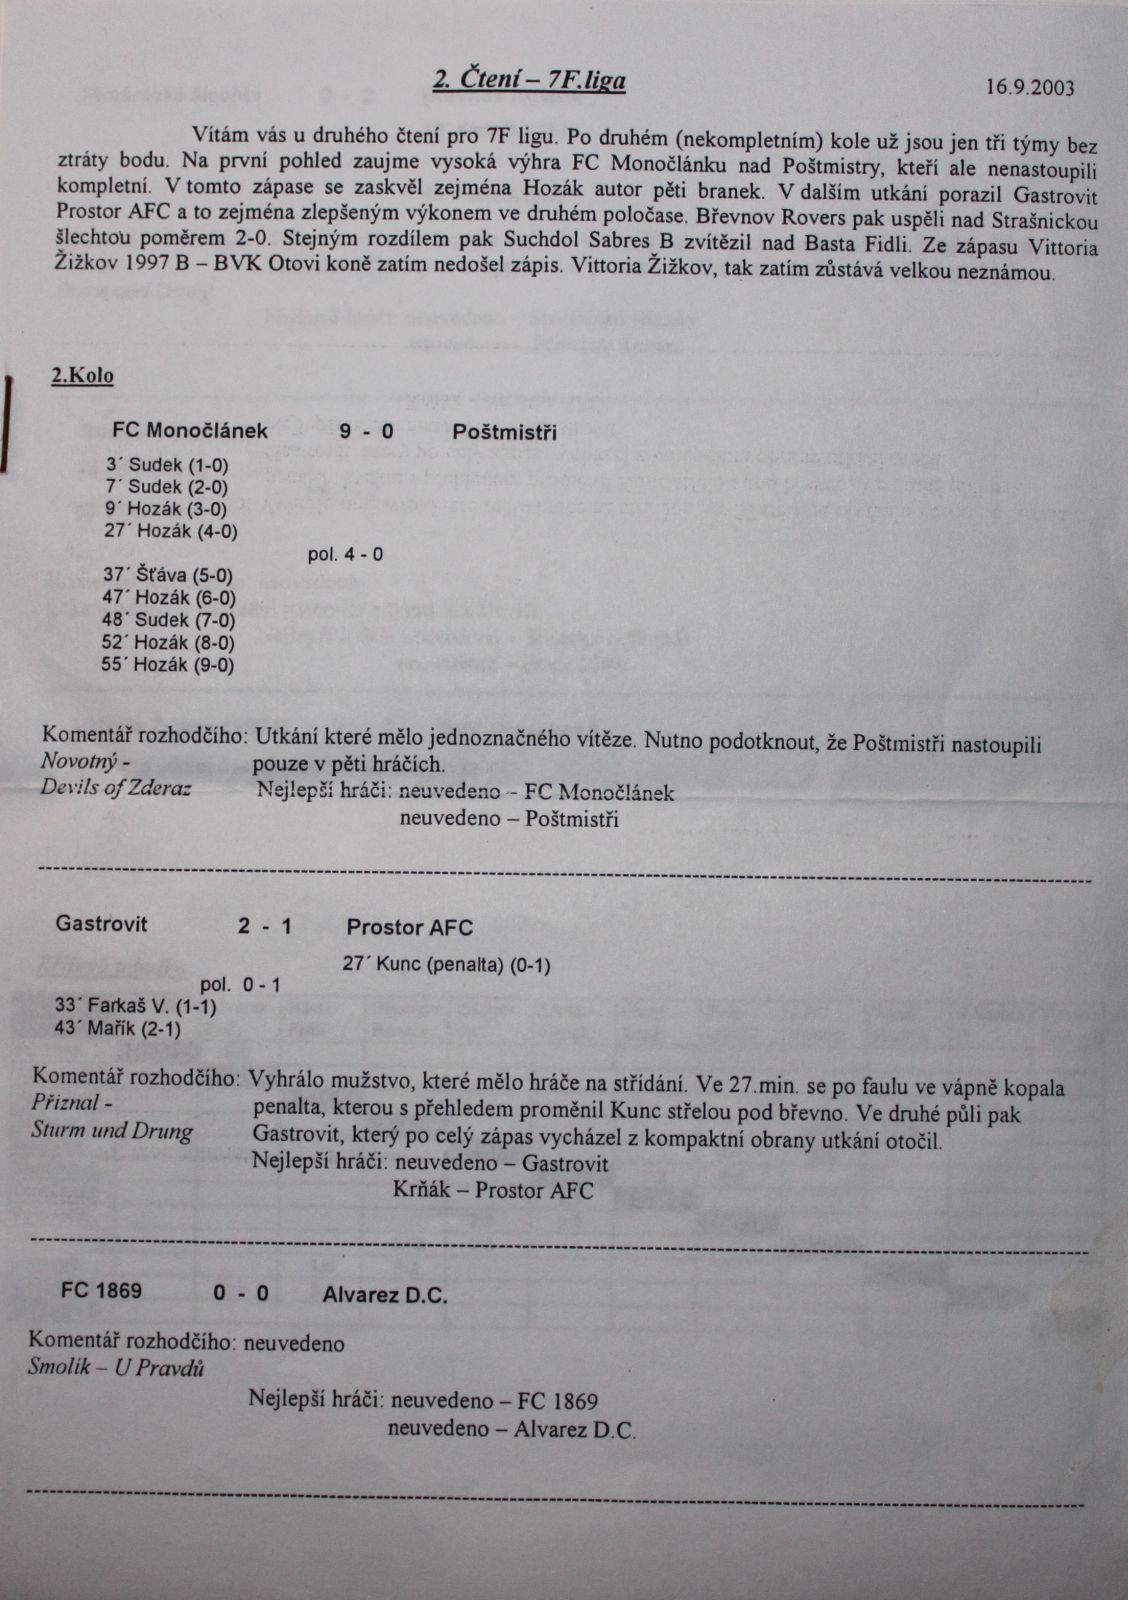 2. Čtení – 7F.liga
16.9.2003
Vítám vás u druhého čtení pro 7F ligu. Po druhém (nekompletním) kole už jsou jen tři týmy bez
ztráty bodu. Na první pohled zaujme vysoká výhra FC Monočlánku nad Poštmistry, kteří ale nenastoupili
kompletní. V tomto zápase se zaskvěl zejména Hozák autor pěti branek. V dalším utkání porazil Gastrovit
Prostor AFC a to zejména zlepšeným výkonem ve druhém poločase. Břevnov Rovers pak uspěli nad Strašnickou
šlechtou poměrem 2-0. Stejným rozdílem pak Suchdol Sabres B zvítězil nad Basta Fidli. Ze zápasu Vittoria
Žižkov 1997 B – BVK Otovi koně zatím nedošel zápis. Vittoria Žižkov, tak zatím zůstává velkou neznámou.
2.Kolo
FC Monočlánek 9 - 0 Poštmistři
3´ Sudek (1-0)
7´ Sudek (2-0)
9´ Hozák (3-0)
27´ Hozák (4-0)
pol. 4 - 0
37´ Šťáva (5-0)
47´ Hozák (6-0)
48´ Sudek (7-0)
52´ Hozák (8-0)
55´ Hozák (9-0)
Komentář rozhodčího: Utkání které mělo jednoznačného vítěze. Nutno podotknout, že Poštmistři nastoupili
Novotný - pouze v pěti hráčích.
Devils of Zderaz Nejlepší hráči: neuvedeno - FC Monočlánek
neuvedeno – Poštmistři
Gastrovit 2 - 1 Prostor AFC
27´ Kunc (penalta) (0-1)
pol. 0 - 1
33´ Farkaš V. (1-1)
43´ Mařík (2-1)
Komentář rozhodčího: Vyhrálo mužstvo, které mělo hráče na střídání. Ve 27.min. se po faulu ve vápně kopala
Přiznal - penalta, kterou s přehledem proměnil Kunc střelou pod břevno. Ve druhé půli pak
Sturm und Drung Gastrovit, který po celý zápas vycházel z kompaktní obrany utkání otočil.
Nejlepší hráči: neuvedeno – Gastrovit
Krňák – Prostor AFC
FC 1869 0 - 0 Alvarez D.C.
Komentář rozhodčího: neuvedeno
Smolík – U Pravdů
Nejlepší hráči: neuvedeno – FC 1869
neuvedeno – Alvarez D.C.